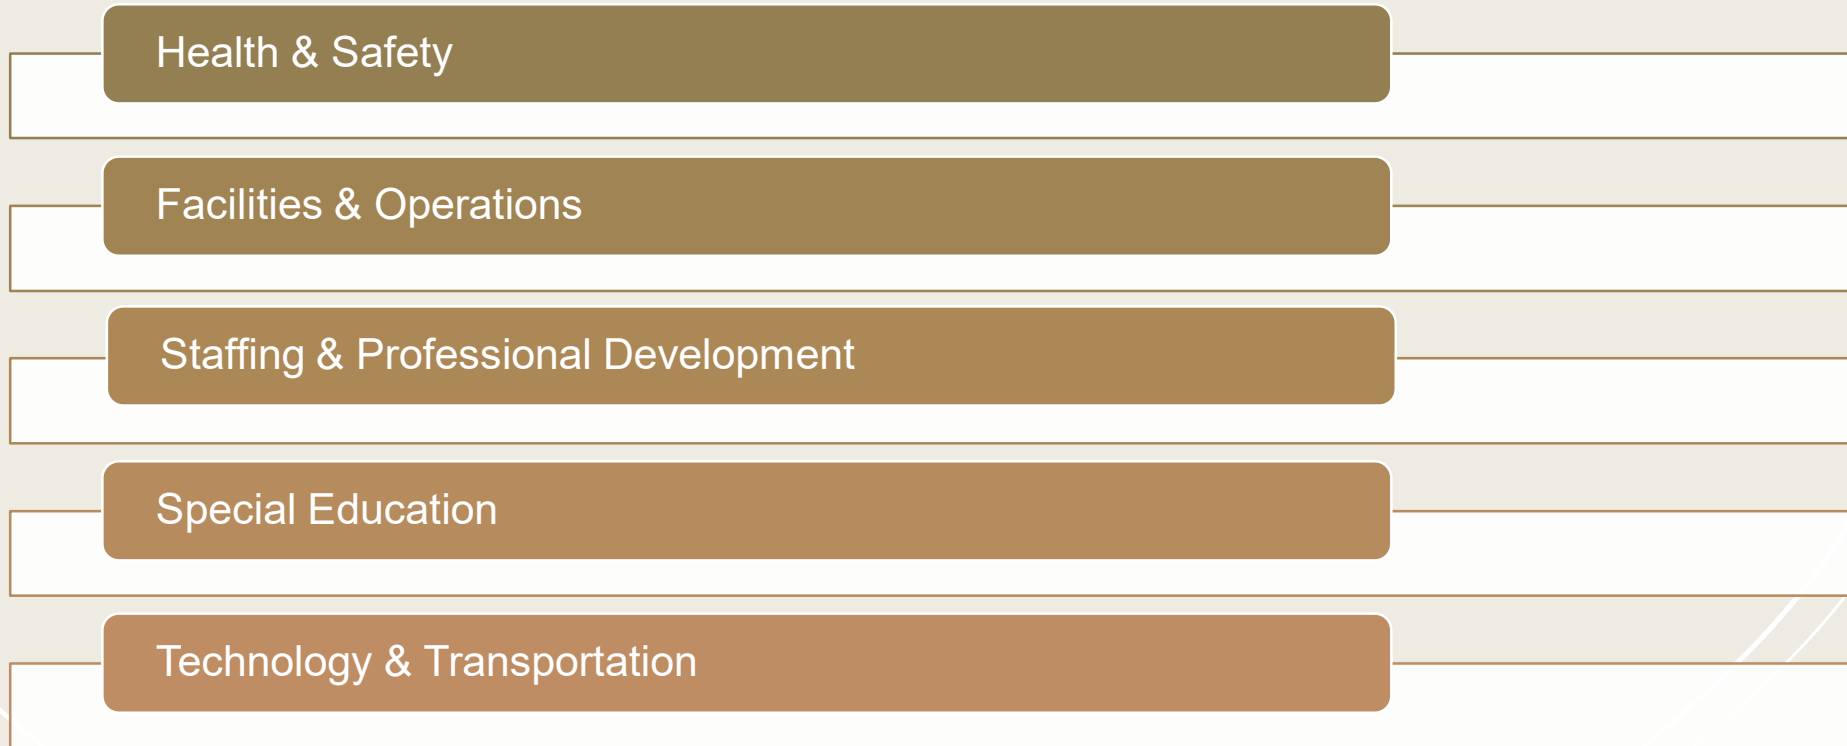 Health & Safety
Facilities & Operations
Staffing & Professional Development
Special Education
Technology & Transportation